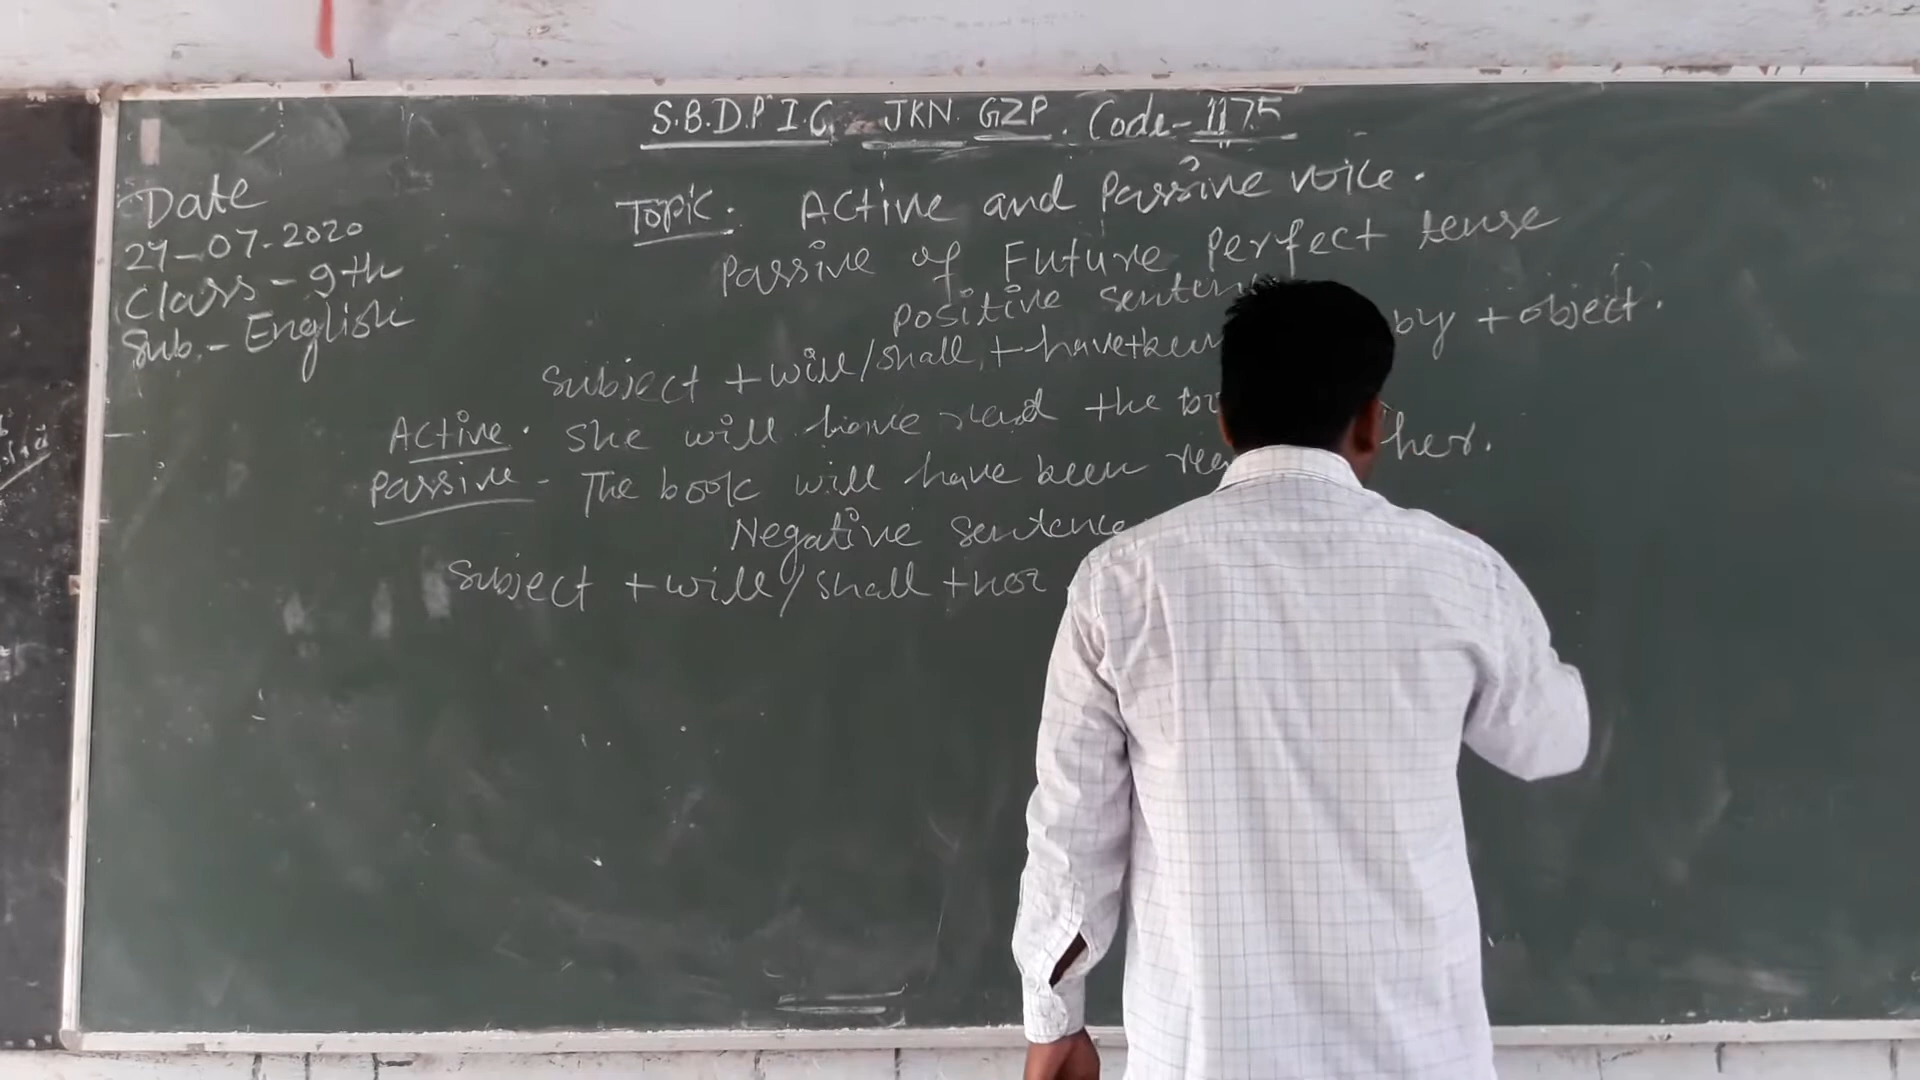 S.B.D.P I.C JKN. GZP. Code-1175
Date
29-07-2020
Class-9th
Sub.-English
Topic. Active and Passive voice.
Passive of Future Perfect tense
Positive
Subject + will/shall + have+been by + object.
Active. She will have read the
Passive - The book will have been her.
Negative Sentence
Subject + will/shall + not